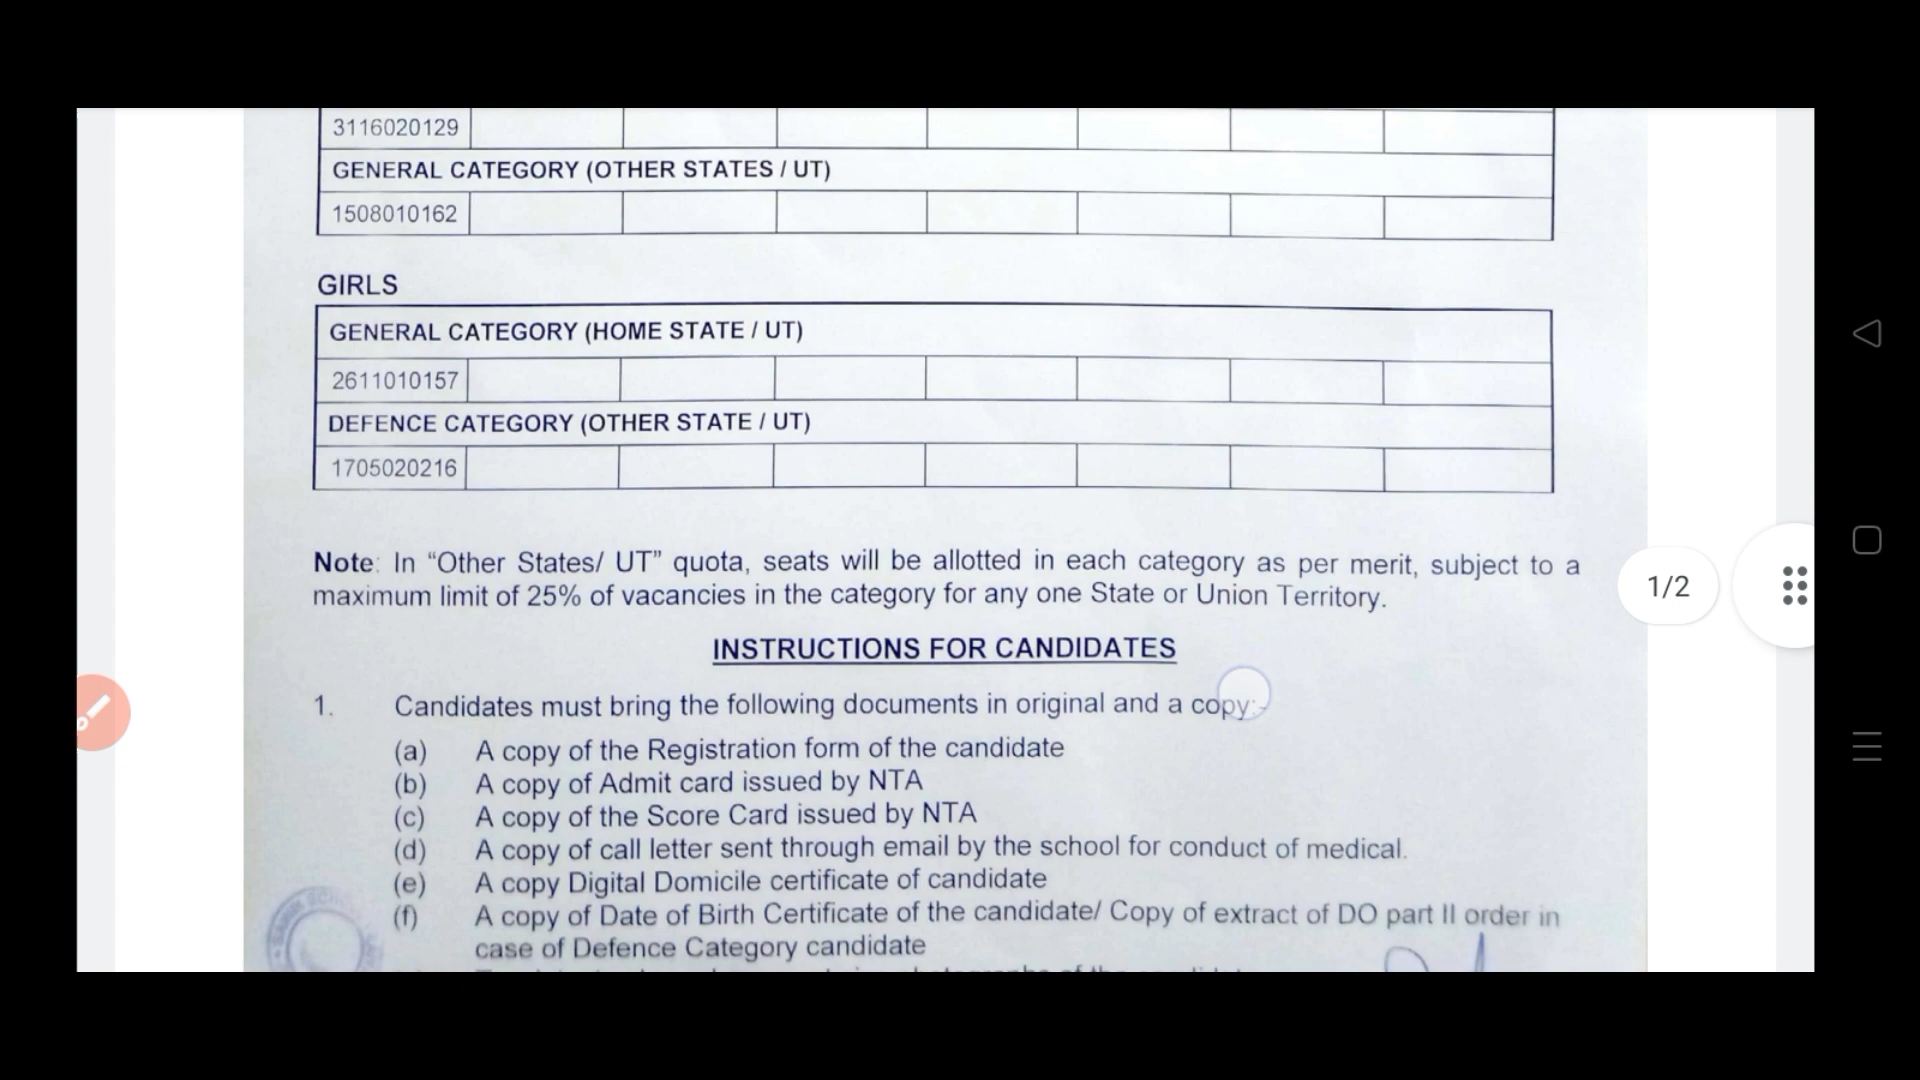 3116020129
GENERAL CATEGORY (OTHER STATES / UT)
1508010162
GIRLS
GENERAL CATEGORY (HOME STATE / UT)
2611010157
DEFENCE CATEGORY (OTHER STATE / UT)
1705020216
Note: In “Other States/ UT” quota, seats will be allotted in each category as per merit, subject to a
maximum limit of 25% of vacancies in the category for any one State or Union Territory.
1/2
INSTRUCTIONS FOR CANDIDATES
1. Candidates must bring the following documents in original and a copy:-
(a) A copy of the Registration form of the candidate
(b) A copy of Admit card issued by NTA
(c) A copy of the Score Card issued by NTA
(d) A copy of call letter sent through email by the school for conduct of medical.
(e) A copy Digital Domicile certificate of candidate
(f) A copy of Date of Birth Certificate of the candidate/ Copy of extract of DO part II order in
case of Defence Category candidate